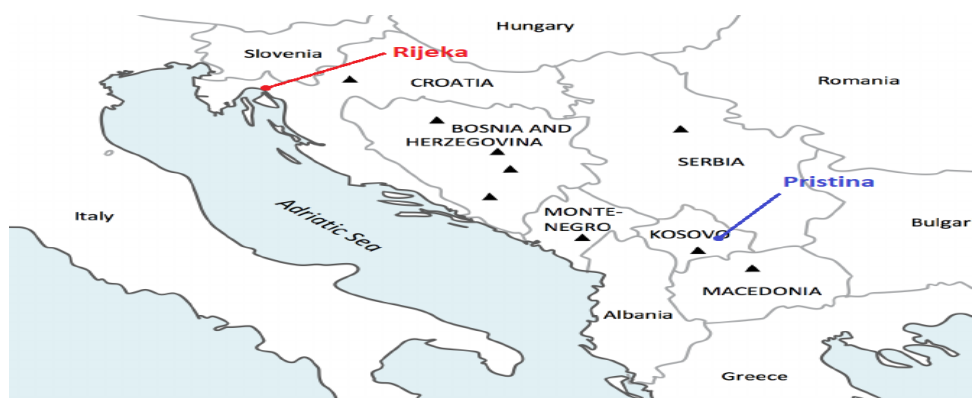 Hungary
Slovenia
Rijeka
CROATIA
Romania
BOSNIA AND
HERZEGOVINA
SERBIA
Pristina
Italy
Adriatic Sea
MONTE-
NEGRO
KOSOVO
Bulgar
MACEDONIA
Albania
Greece